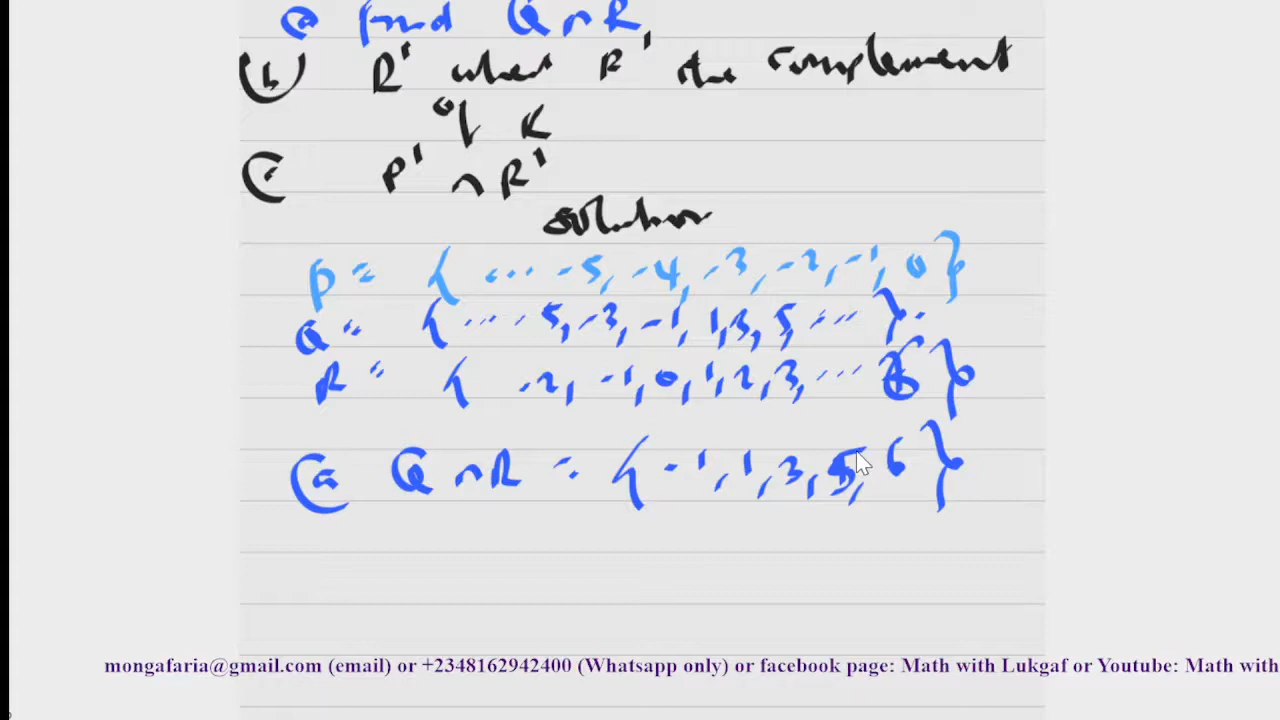 @ find Q ∩ R
(b) R' where R' the complement
of R
(c) P' ∩ R'
solution
P = { ... -5, -4, -3, -2, -1, 0}
Q = { .... 5, -3, -1, 1, 3, 5, .... }.
R = { -2, -1, 0, 1, 2, 3, ... 6 }
(a Q ∩ R = { -1, 1, 3, 5, 6 }
mongafaria@gmail.com (email) or +2348162942400 (Whatsapp only) or facebook page: Math with Lukgaf or Youtube: Math with